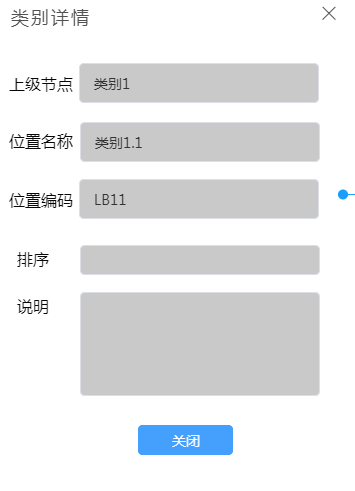 类别详情
上级节点 类别1
位置名称 类别1.1
位置编码 LB11
排序
说明
关闭